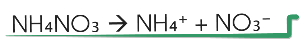 NH₄NO₃ → NH₄⁺ + NO₃⁻